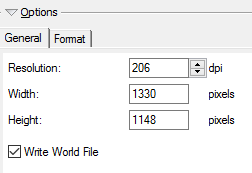 Options
General Format
Resolution: 206 dpi
Width: 1330 pixels
Height: 1148 pixels
Write World File